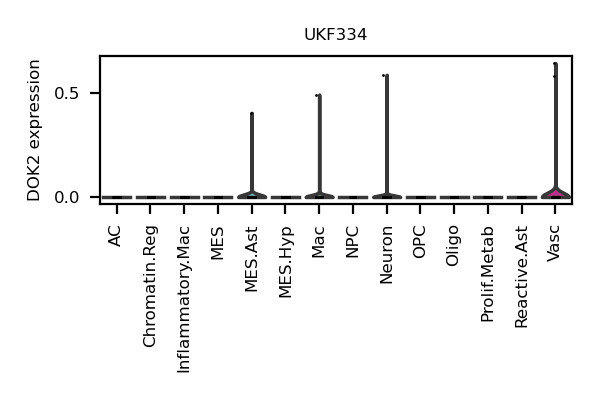 UKF334
DOK2 expression
0.5
0.0
AC
Chromatin.Reg
Inflammatory.Mac
MES
MES.Ast
MES.Hyp
Mac
NPC
Neuron
OPC
Oligo
Prolif.Metab
Reactive.Ast
Vasc